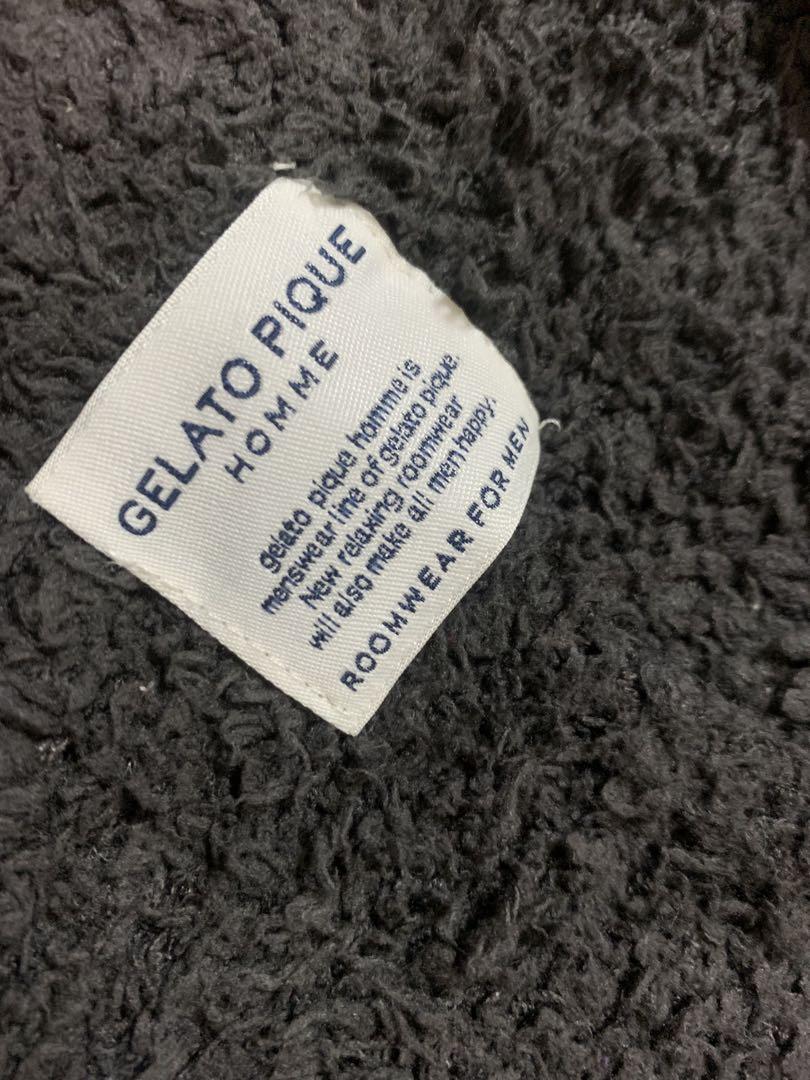 GELATO PIQUE
HOMME
gelato pique homme is
menswear line of gelato pique.
New relaxing roomwear
will also make all men happy.
ROOMWEAR FOR MEN